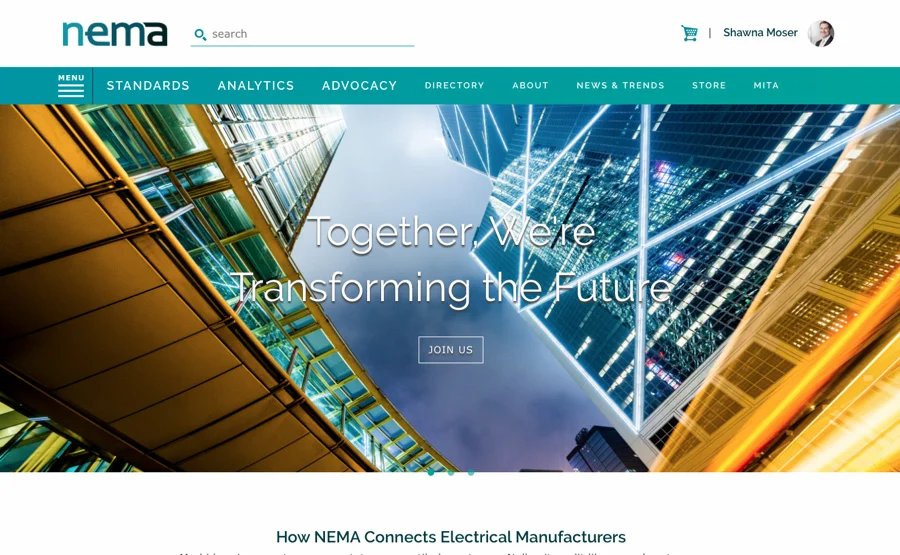 nema
search
| Shawna Moser
MENU
STANDARDS ANALYTICS ADVOCACY DIRECTORY ABOUT NEWS & TRENDS STORE MITA
Together, We're
Transforming the Future
JOIN US
How NEMA Connects Electrical Manufacturers